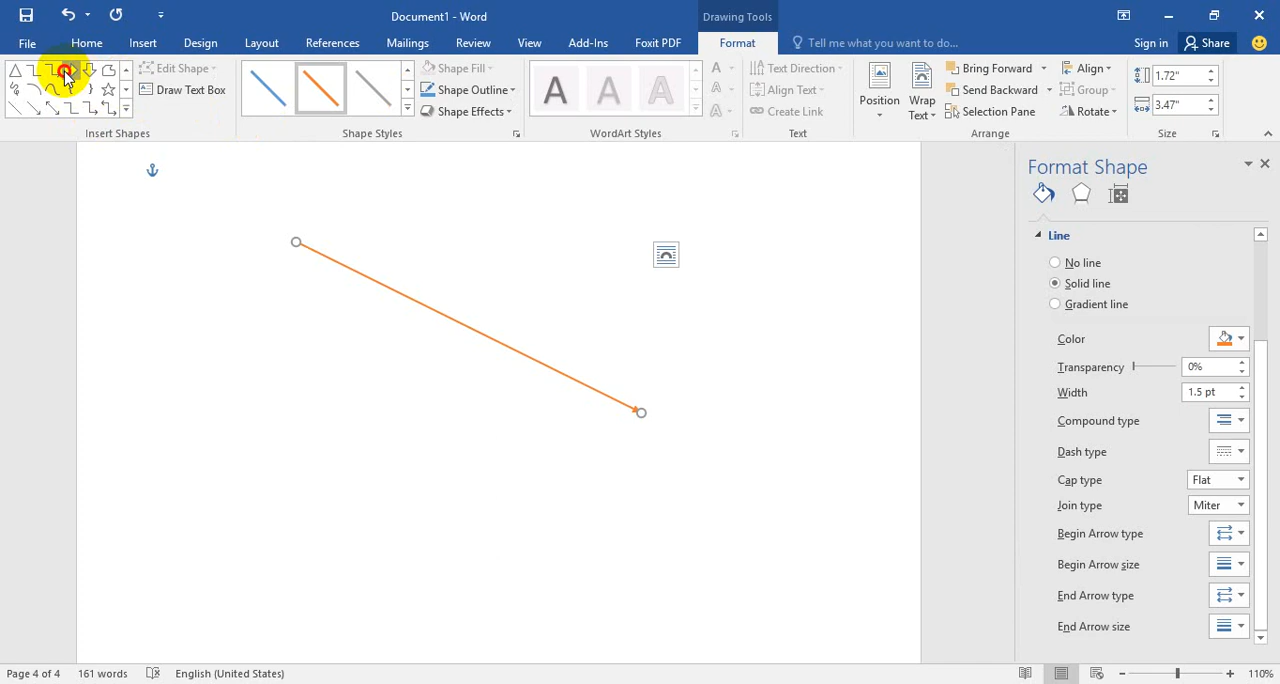 Document1 - Word
Drawing Tools
File
Home
Insert
Design
Layout
References
Mailings
Review
View
Add-Ins
Foxit PDF
Format
Tell me what you want to do...
Sign in
Share
Edit Shape
Draw Text Box
Insert Shapes
Shape Fill
Shape Outline
Shape Effects
Shape Styles
A A A
WordArt Styles
A
A
A
Text Direction
Align Text
Create Link
Text
Position
Wrap
Text
Bring Forward
Send Backward
Selection Pane
Align
Group
Rotate
Arrange
1.72"
3.47"
Size
Format Shape
Line
No line
Solid line
Gradient line
Color
Transparency
0%
Width
1.5 pt
Compound type
Dash type
Cap type
Flat
Join type
Miter
Begin Arrow type
Begin Arrow size
End Arrow type
End Arrow size
Page 4 of 4
161 words
English (United States)
110%